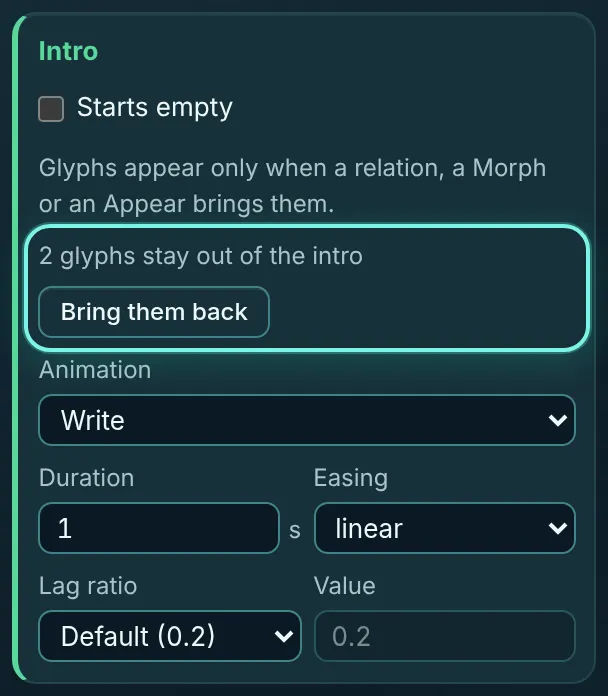 Intro
Starts empty
Glyphs appear only when a relation, a Morph
or an Appear brings them.
2 glyphs stay out of the intro
Bring them back
Animation
Write
Duration Easing
1 s linear
Lag ratio Value
Default (0.2) 0.2